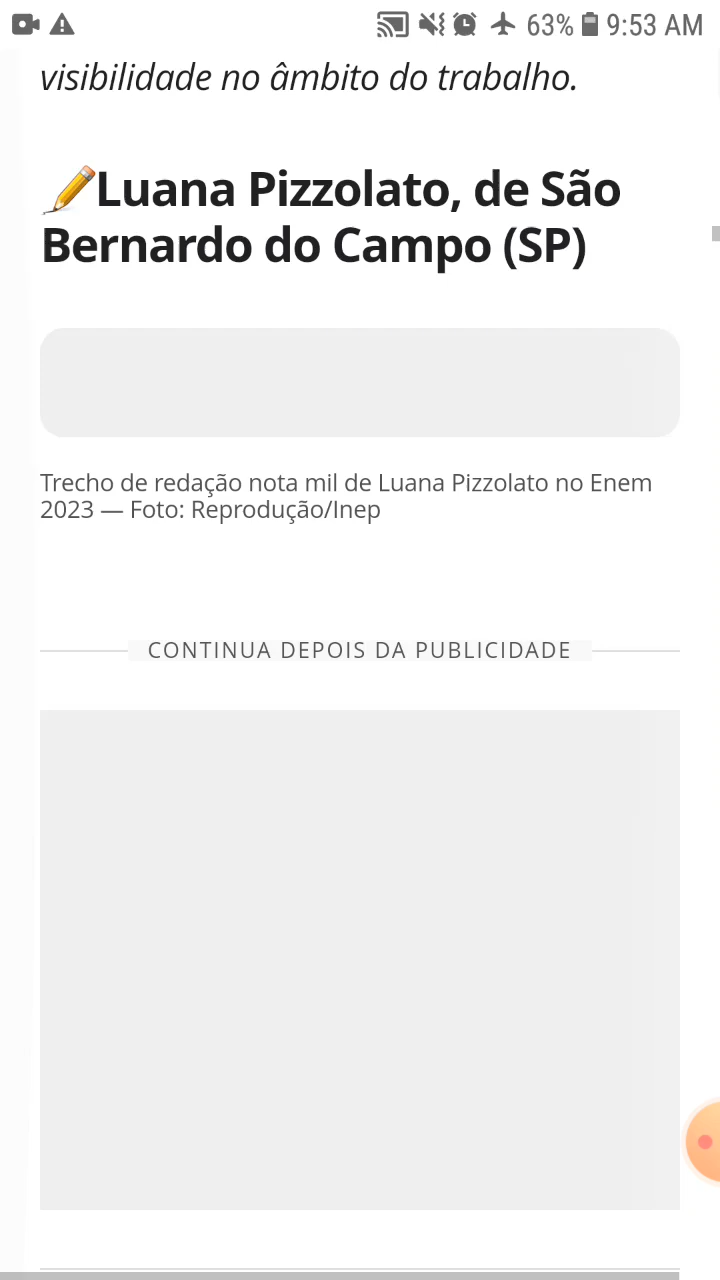 63% 9:53 AM
visibilidade no âmbito do trabalho.
✏️Luana Pizzolato, de São
Bernardo do Campo (SP)
Trecho de redação nota mil de Luana Pizzolato no Enem
2023 — Foto: Reprodução/Inep
CONTINUA DEPOIS DA PUBLICIDADE